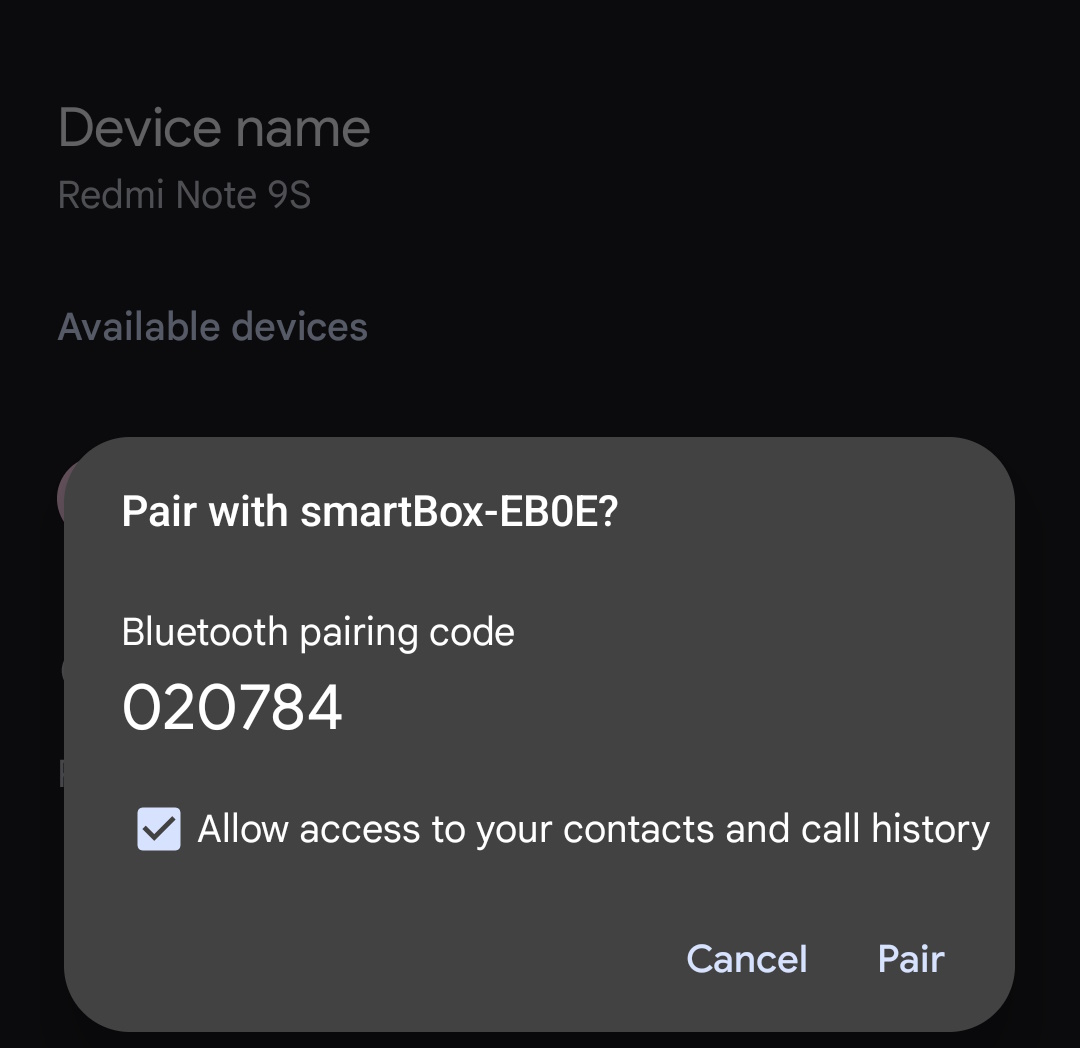 Device name
Redmi Note 9S
Available devices
Pair with smartBox-EB0E?
Bluetooth pairing code
020784
Allow access to your contacts and call history
Cancel Pair